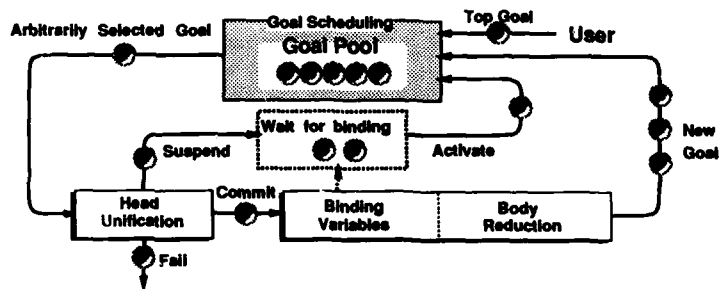 Goal Scheduling
Top Goal
Arbitrarily Selected Goal
Goal Pool
User
Wait for binding
Suspend
Activate
New
Goal
Commit
Head
Unification
Binding
Variables
Body
Reduction
Fail